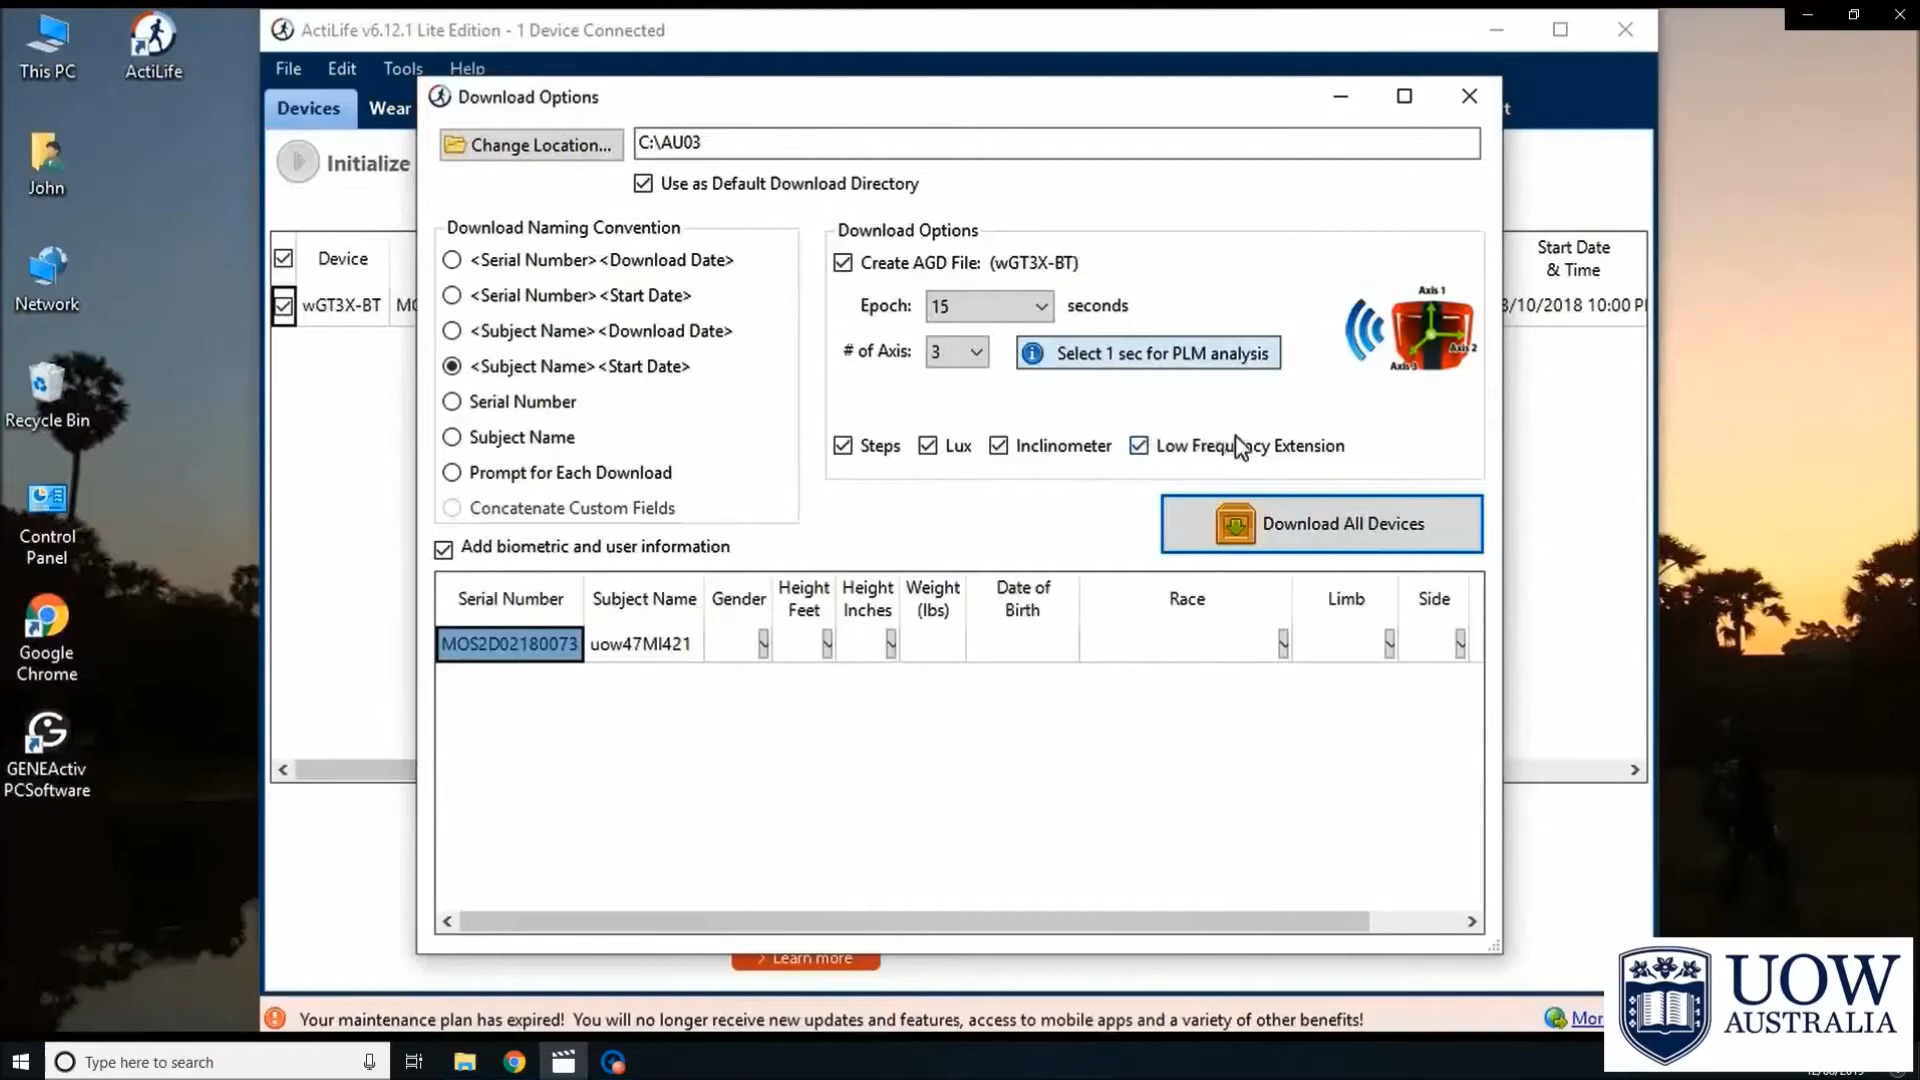 This PC
ActiLife
John
Network
Recycle Bin
Control
Panel
Google
Chrome
GENEActiv
PCSoftware
ActiLife v6.12.1 Lite Edition - 1 Device Connected
File Edit Tools Help
Devices Wear
Initialize
Device
wGT3X-BT MO
Start Date
& Time
3/10/2018 10:00 P
Download Options
Change Location... C:\AU03
Use as Default Download Directory
Download Naming Convention
<Serial Number><Download Date>
<Serial Number><Start Date>
<Subject Name><Download Date>
<Subject Name><Start Date>
Serial Number
Subject Name
Prompt for Each Download
Concatenate Custom Fields
Add biometric and user information
Download Options
Create AGD File: (wGT3X-BT)
Epoch: 15 seconds
# of Axis: 3 Select 1 sec for PLM analysis
Axis 1
Axis 2
Axis 3
Steps Lux Inclinometer Low Frequency Extension
Download All Devices
Serial Number Subject Name Gender Height Feet Height Inches Weight (lbs) Date of Birth Race Limb Side
MOS2D02180073 uow47MI421
> Learn more
Your maintenance plan has expired! You will no longer receive new updates and features, access to mobile apps and a variety of other benefits!
Mor
UOW
AUSTRALIA
Type here to search